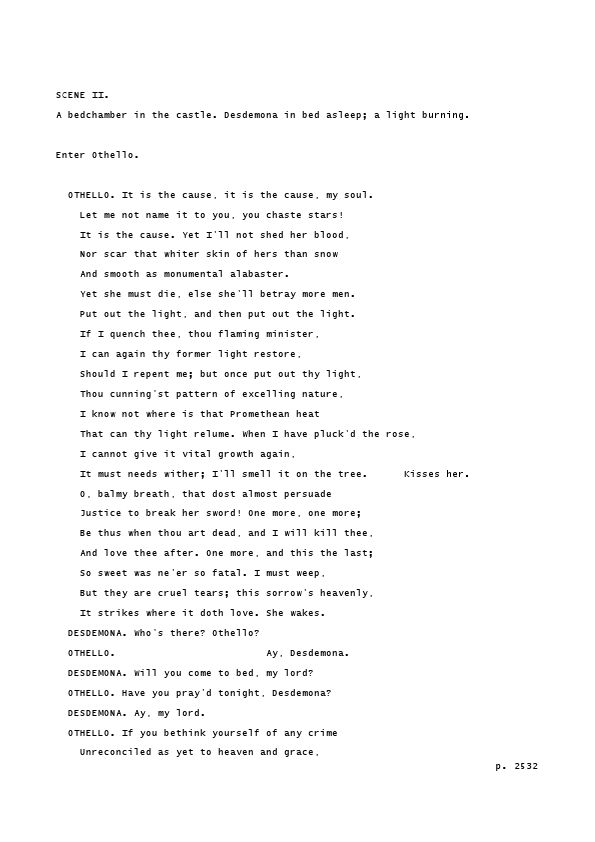 SCENE II.
A bedchamber in the castle. Desdemona in bed asleep; a light burning.
Enter Othello.
OTHELLO. It is the cause, it is the cause, my soul.
Let me not name it to you, you chaste stars!
It is the cause. Yet I'll not shed her blood,
Nor scar that whiter skin of hers than snow
And smooth as monumental alabaster.
Yet she must die, else she'll betray more men.
Put out the light, and then put out the light.
If I quench thee, thou flaming minister,
I can again thy former light restore,
Should I repent me; but once put out thy light,
Thou cunning'st pattern of excelling nature,
I know not where is that Promethean heat
That can thy light relume. When I have pluck'd the rose,
I cannot give it vital growth again,
It must needs wither; I'll smell it on the tree.      Kisses her.
O, balmy breath, that dost almost persuade
Justice to break her sword! One more, one more;
Be thus when thou art dead, and I will kill thee,
And love thee after. One more, and this the last;
So sweet was ne'er so fatal. I must weep,
But they are cruel tears; this sorrow's heavenly,
It strikes where it doth love. She wakes.
DESDEMONA. Who's there? Othello?
OTHELLO.                         Ay, Desdemona.
DESDEMONA. Will you come to bed, my lord?
OTHELLO. Have you pray'd tonight, Desdemona?
DESDEMONA. Ay, my lord.
OTHELLO. If you bethink yourself of any crime
Unreconciled as yet to heaven and grace,
p. 2532